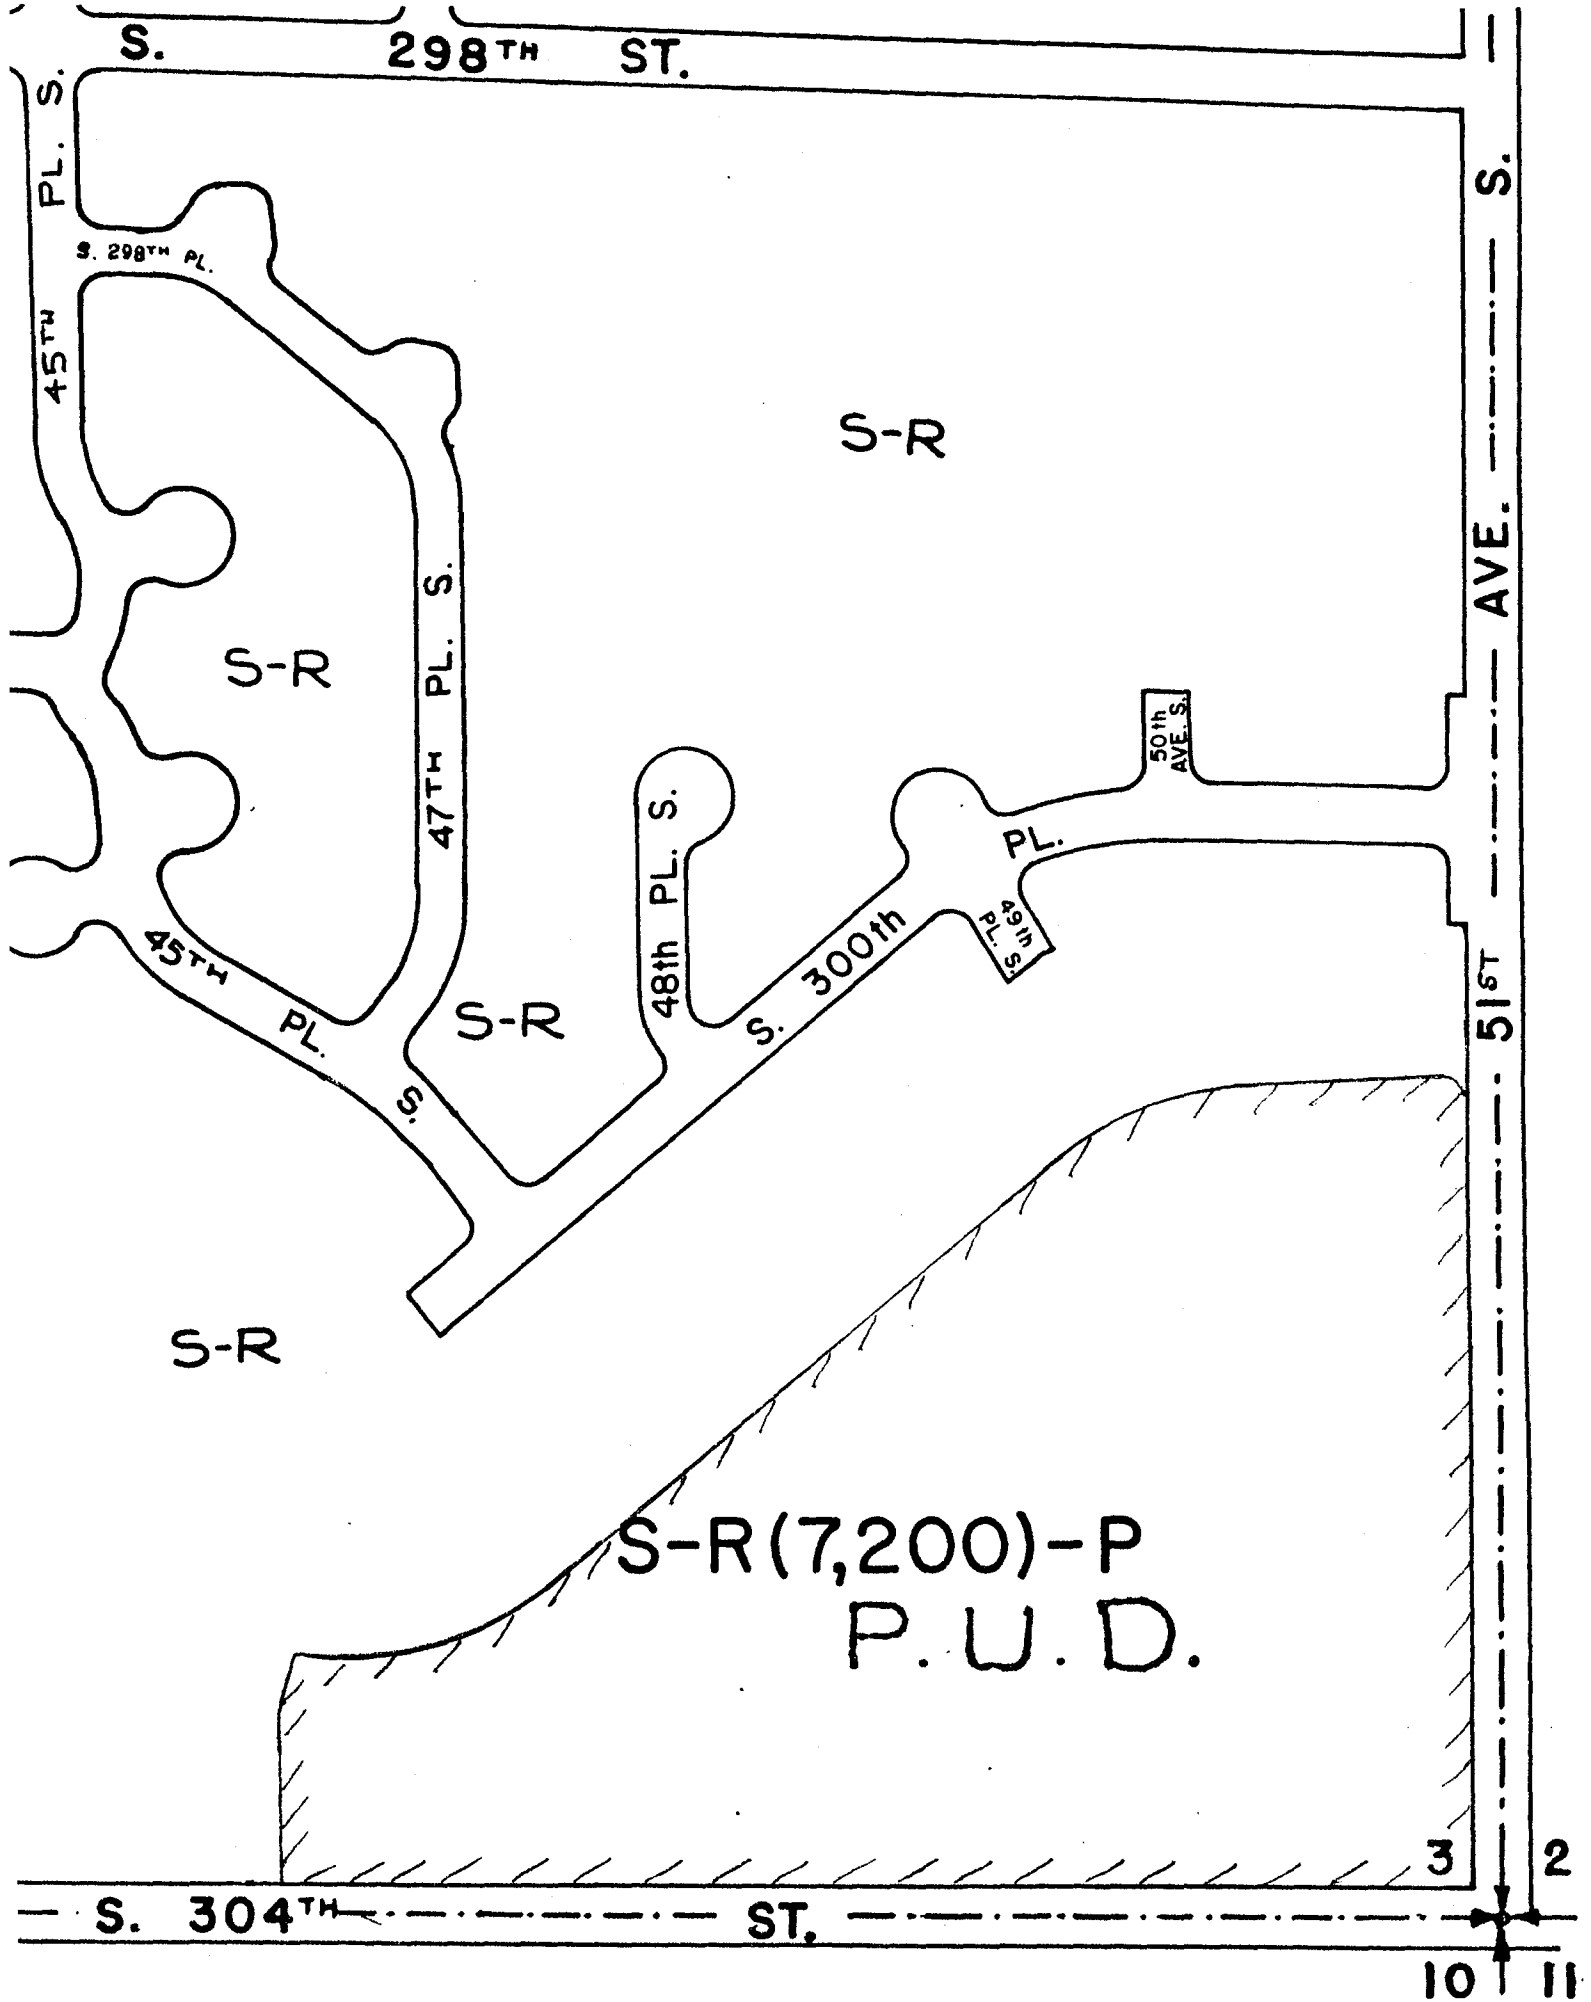 S. 298TH ST.
45TH PL. S.
S. 298TH PL.
S-R
51ST AVE. S.
S-R
47TH PL. S.
50th
AVE. S.
48th PL. S.
S. 300th PL.
49th
PL. S.
45TH PL. S.
S-R
S-R
S-R(7,200)-P
P.U.D.
3 2
S. 304TH ST.
10 11